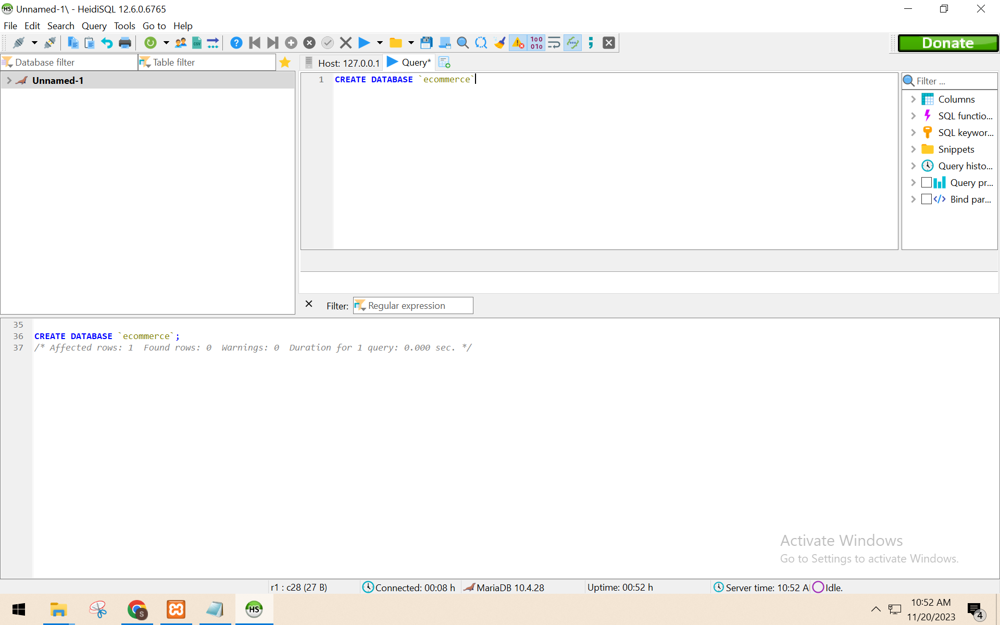 Unnamed-1\ - HeidiSQL 12.6.0.6765
File Edit Search Query Tools Go to Help
Donate
Database filter
Table filter
Host: 127.0.0.1
Query*
Unnamed-1
1 CREATE DATABASE `ecommerce`
Filter ...
Columns
SQL functio...
SQL keywor...
Snippets
Query histo...
Query pr...
Bind par...
Filter: Regular expression
35
36 CREATE DATABASE `ecommerce`;
37 /* Affected rows: 1  Found rows: 0  Warnings: 0  Duration for 1 query: 0.000 sec. */
Activate Windows
Go to Settings to activate Windows.
r1 : c28 (27 B)
Connected: 00:08 h
MariaDB 10.4.28
Uptime: 00:52 h
Server time: 10:52 A
Idle.
HS
10:52 AM
11/20/2023
4